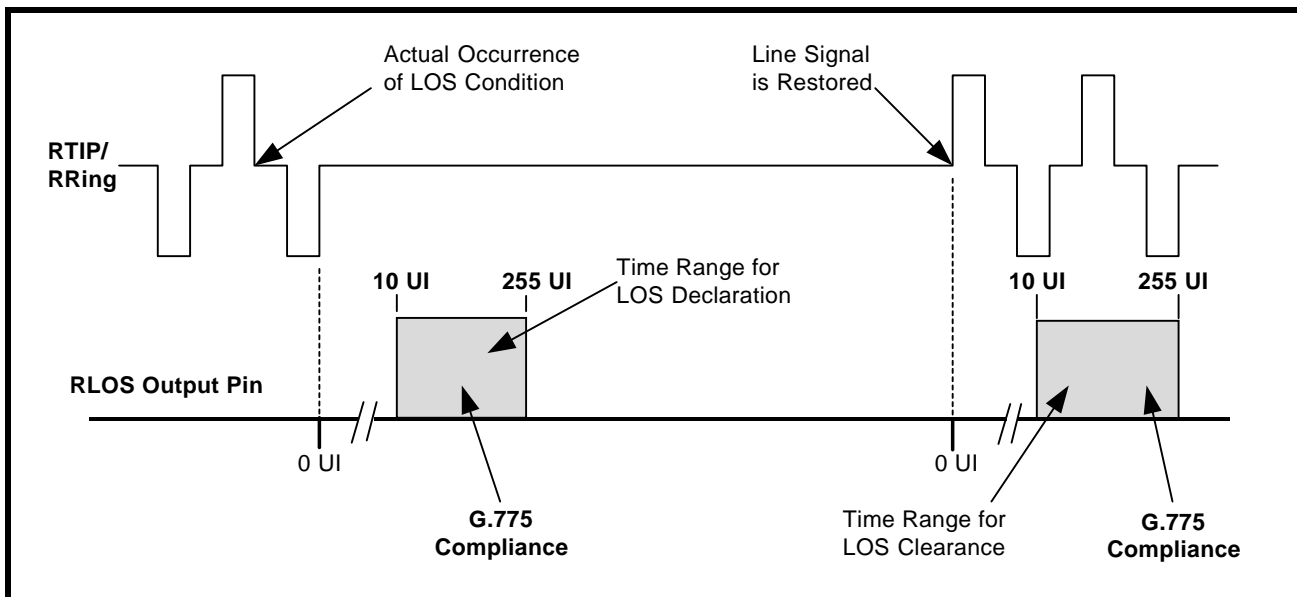 Actual Occurrence
of LOS Condition
Line Signal
is Restored
RTIP/
RRing
Time Range for
LOS Declaration
10 UI
255 UI
10 UI
255 UI
RLOS Output Pin
0 UI
0 UI
G.775
Compliance
Time Range for
LOS Clearance
G.775
Compliance